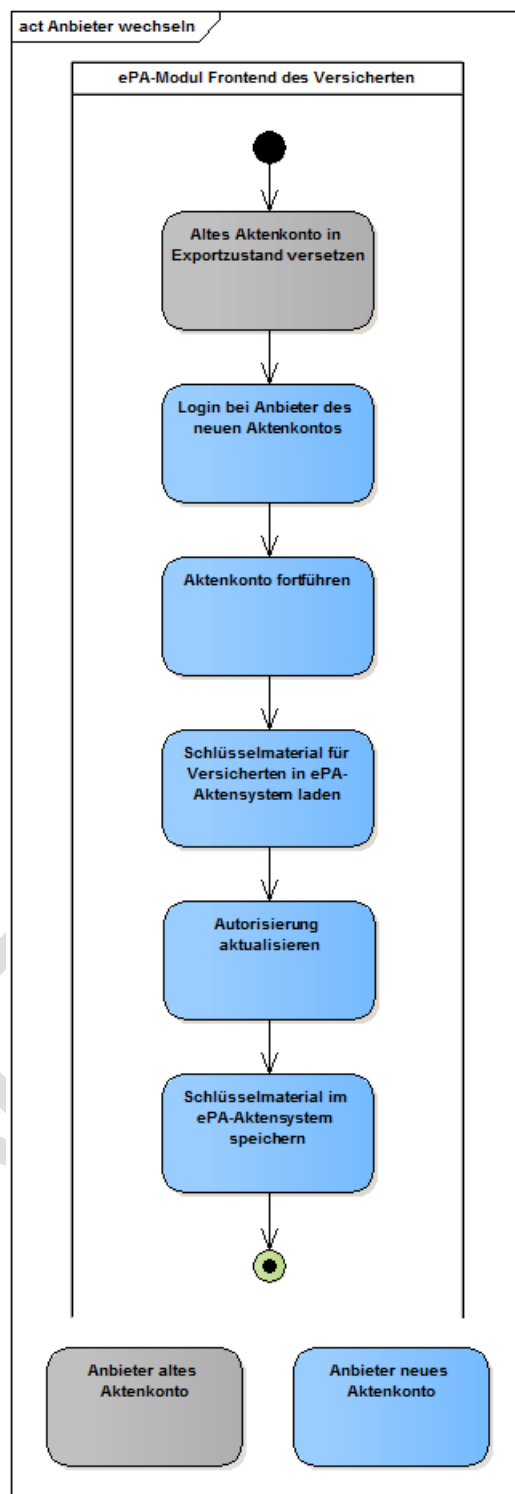 act Anbieter wechseln
ePA-Modul Frontend des Versicherten
Altes Aktenkonto in
Exportzustand versetzen
Login bei Anbieter des
neuen Aktenkontos
Aktenkonto fortführen
Schlüsselmaterial für
Versicherten in ePA-
Aktensystem laden
Autorisierung
aktualisieren
Schlüsselmaterial im
ePA-Aktensystem
speichern
Anbieter altes
Aktenkonto
Anbieter neues
Aktenkonto